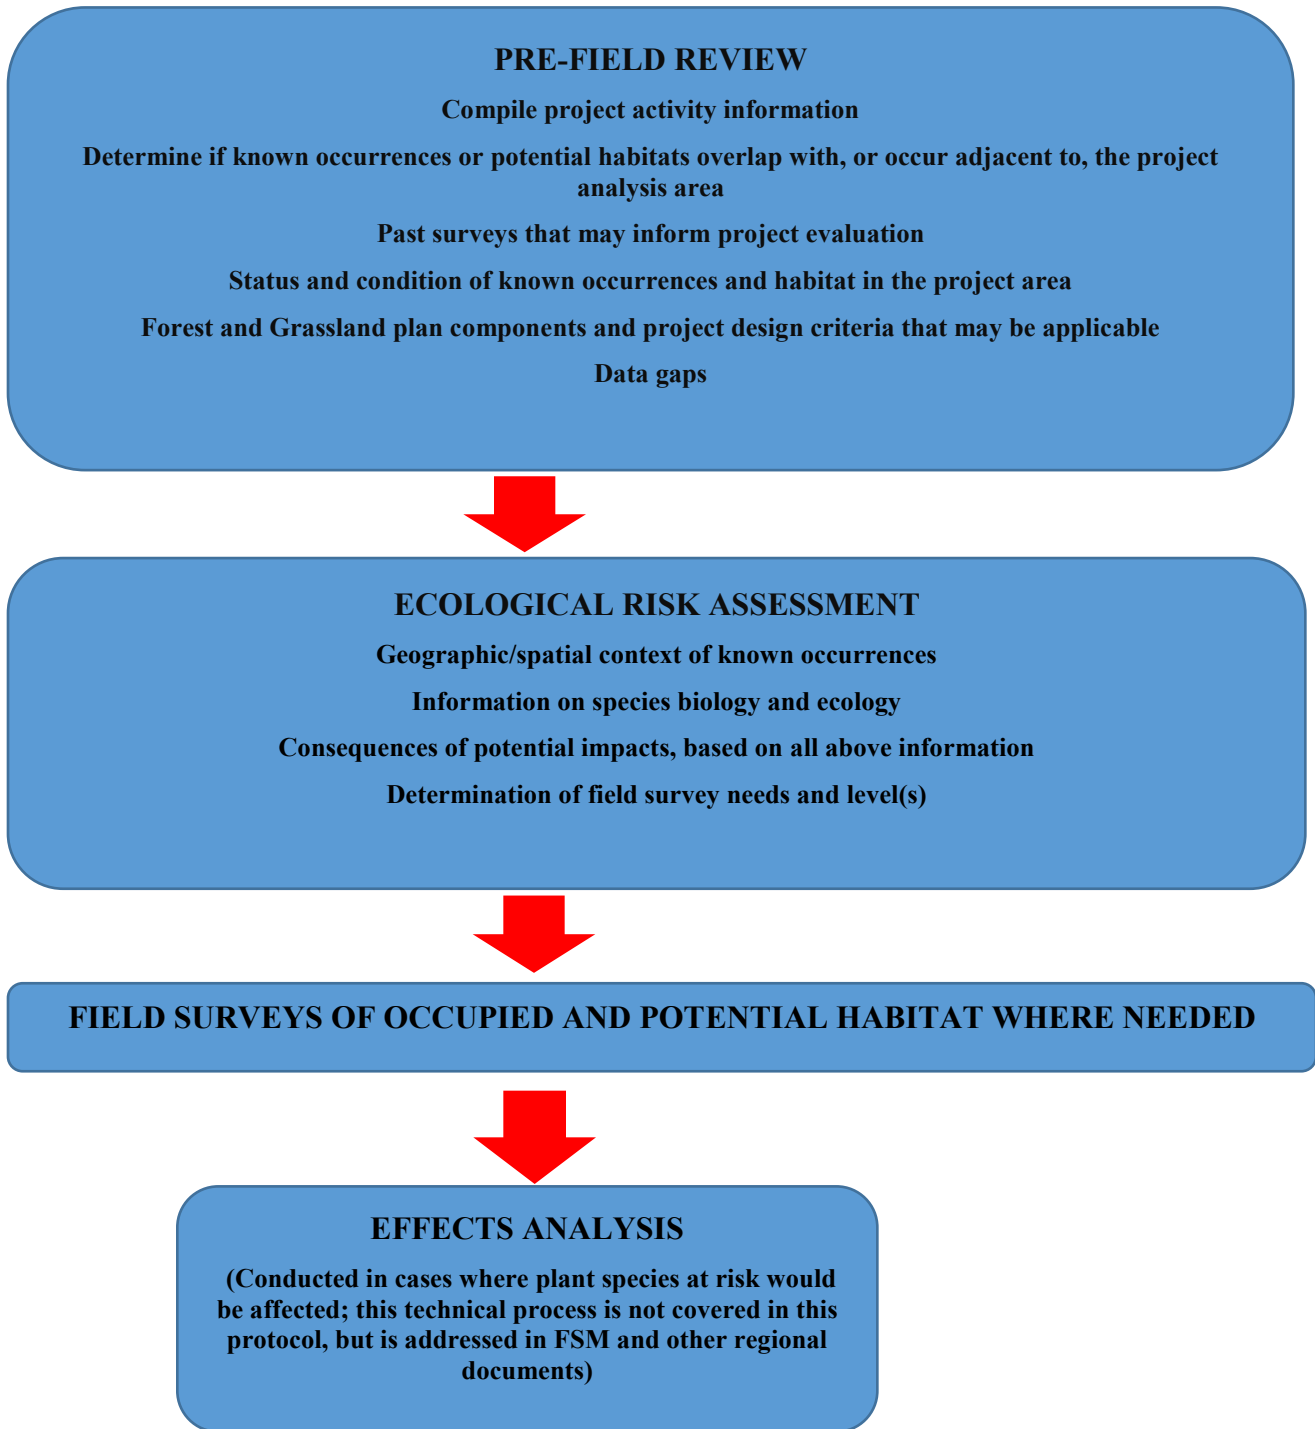 PRE-FIELD REVIEW
Compile project activity information
Determine if known occurrences or potential habitats overlap with, or occur adjacent to, the project
analysis area
Past surveys that may inform project evaluation
Status and condition of known occurrences and habitat in the project area
Forest and Grassland plan components and project design criteria that may be applicable
Data gaps
ECOLOGICAL RISK ASSESSMENT
Geographic/spatial context of known occurrences
Information on species biology and ecology
Consequences of potential impacts, based on all above information
Determination of field survey needs and level(s)
FIELD SURVEYS OF OCCUPIED AND POTENTIAL HABITAT WHERE NEEDED
EFFECTS ANALYSIS
(Conducted in cases where plant species at risk would
be affected; this technical process is not covered in this
protocol, but is addressed in FSM and other regional
documents)